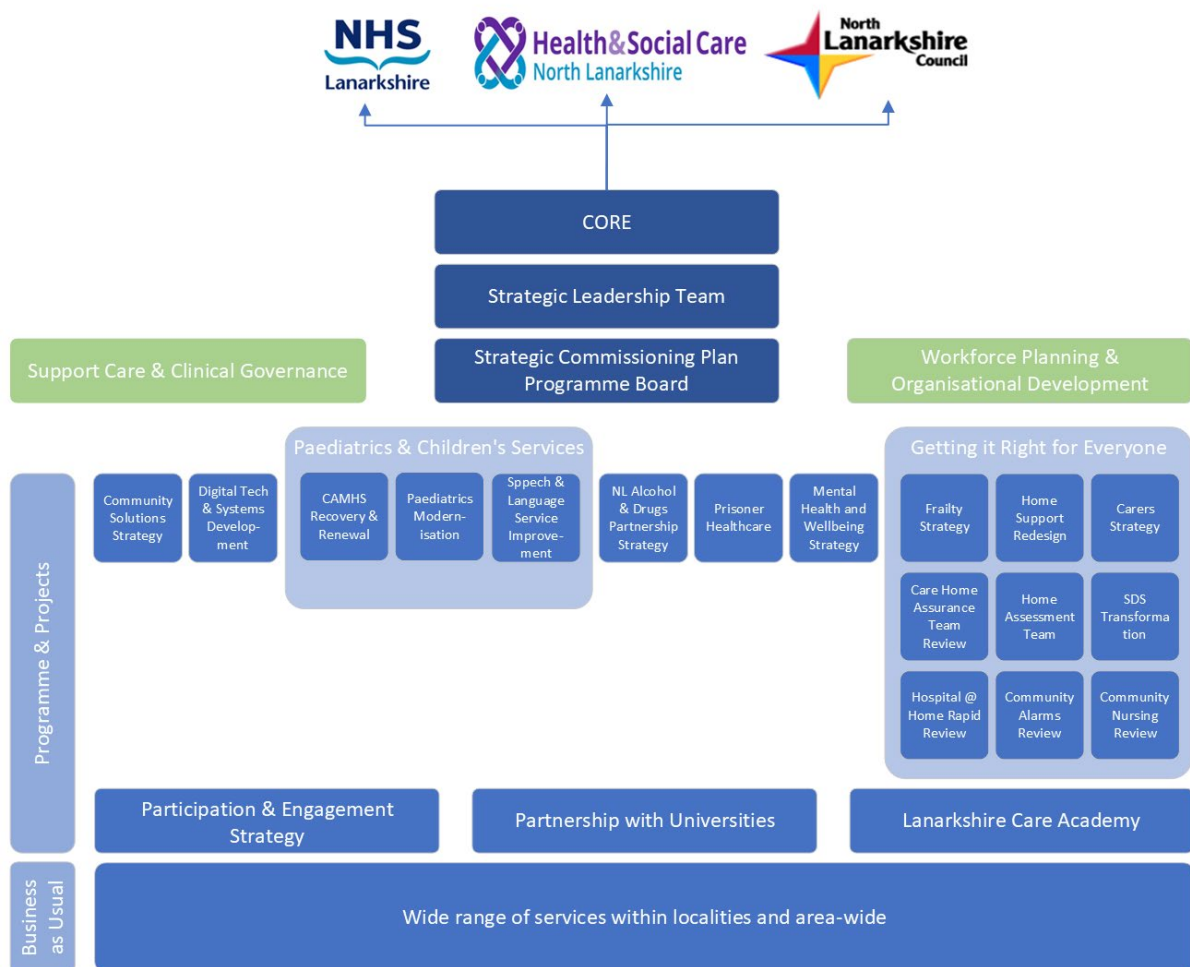 NHS
Lanarkshire
Health&Social Care
North Lanarkshire
North
Lanarkshire
Council
CORE
Strategic Leadership Team
Support Care & Clinical Governance
Strategic Commissioning Plan
Programme Board
Workforce Planning &
Organisational Development
Programme & Projects
Community
Solutions
Strategy
Digital Tech
& Systems
Develop-
ment
Paediatrics & Children's Services
CAMHS
Recovery &
Renewal
Paediatrics
Modern-
isation
Sppech &
Language
Service
Improve-
ment
NL Alcohol
& Drugs
Partnership
Strategy
Prisoner
Healthcare
Mental
Health and
Wellbeing
Strategy
Getting it Right for Everyone
Frailty
Strategy
Home
Support
Redesign
Carers
Strategy
Care Home
Assurance
Team
Review
Home
Assessment
Team
SDS
Transforma
tion
Hospital @
Home Rapid
Review
Community
Alarms
Review
Community
Nursing
Review
Participation & Engagement
Strategy
Partnership with Universities
Lanarkshire Care Academy
Business
as Usual
Wide range of services within localities and area-wide